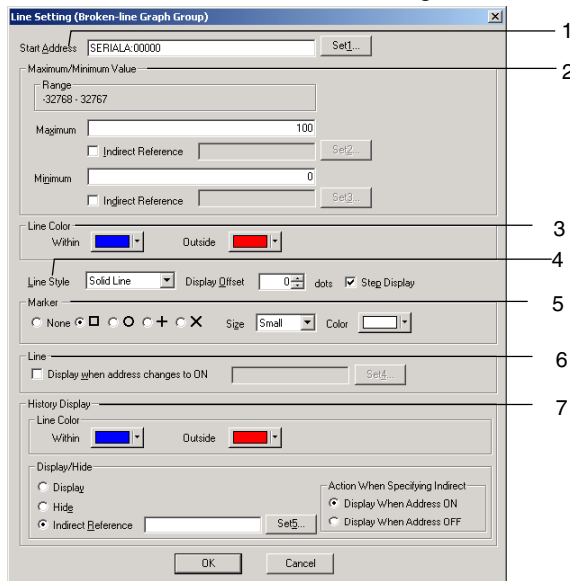 Line Setting (Broken-line Graph Group)
Start Address SERIALA:00000 Set1... 1
Maximum/Minimum Value 2
Range
-32768 - 32767
Maximum 100
Indirect Reference Set2...
Minimum 0
Indirect Reference Set3...
Line Color 3
Within Outside
4
Line Style Solid Line Display Offset 0 dots Step Display
Marker 5
None Size Small Color
Line 6
Display when address changes to ON Set4...
History Display 7
Line Color
Within Outside
Display/Hide
Display Action When Specifying Indirect
Hide Display When Address ON
Indirect Reference Set5... Display When Address OFF
OK Cancel